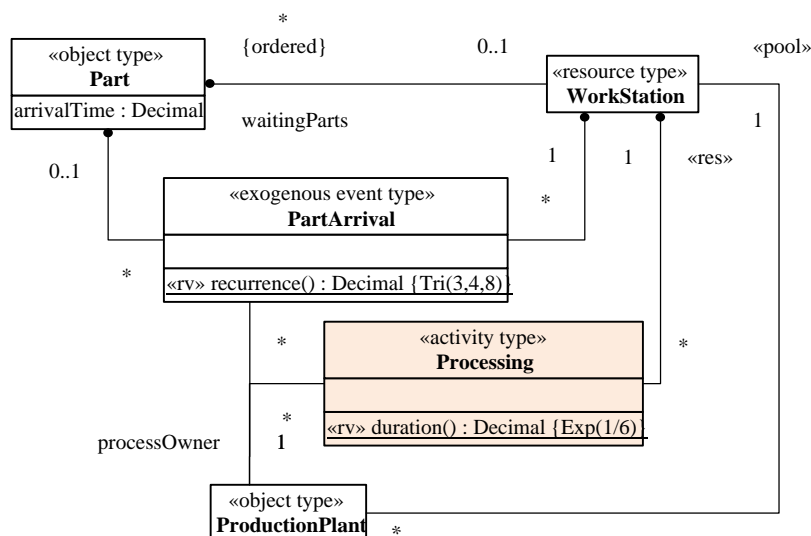 *
{ordered}
0..1
«pool»
«object type»
Part
arrivalTime : Decimal
«resource type»
WorkStation
waitingParts
1
0..1
1
1
«res»
«exogenous event type»
PartArrival
*
«rv» recurrence() : Decimal {Tri(3,4,8)}
*
*
«activity type»
Processing
*
«rv» duration() : Decimal {Exp(1/6)}
*
processOwner
1
«object type»
ProductionPlant
*